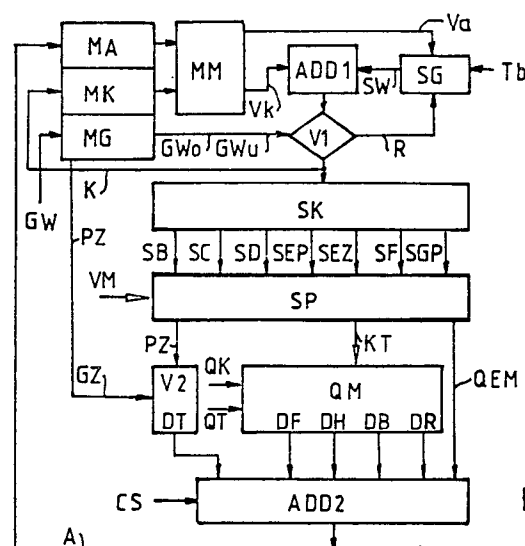 Va
MA
MM
ADD1
SG
Tb
SW
MK
Vk
MG
GWo GWu
V1
R
K
GW
PZ
SK
SB SC SD SEP SEZ SF SGP
VM
SP
PZ
KT
QEM
GZ
V2
QK
QM
DT
QT
DF DH DB DR
CS
ADD2
A)